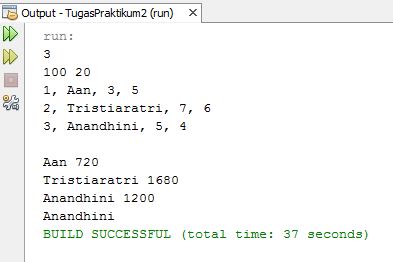 Output - TugasPraktikum2 (run)
run:
3
100 20
1, Aan, 3, 5
2, Tristiaratri, 7, 6
3, Anandhini, 5, 4
Aan 720
Tristiaratri 1680
Anandhini 1200
Anandhini
BUILD SUCCESSFUL (total time: 37 seconds)